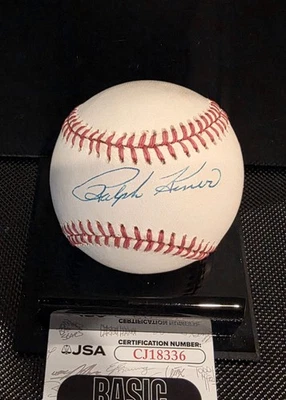 Ralph Kiner
JSA CERTIFICATION NUMBER:
CJ18336
BASIC